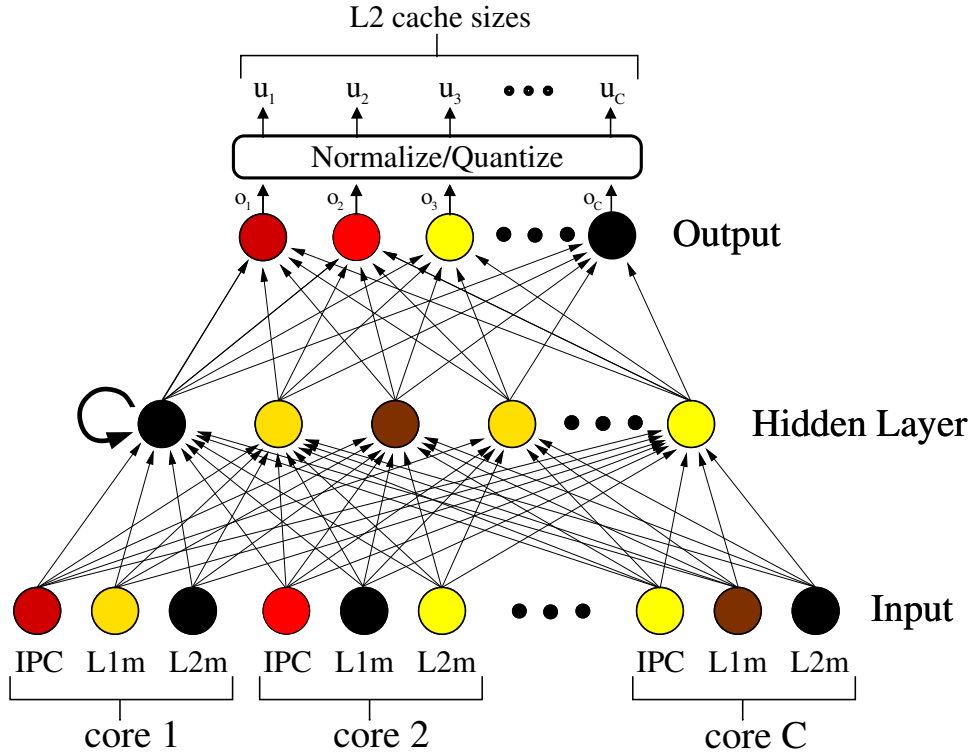 L2 cache sizes
u1 u2 u3 uC
Normalize/Quantize
o1 o2 o3 oC
Output
Hidden Layer
Input
IPC L1m L2m IPC L1m L2m IPC L1m L2m
core 1 core 2 core C